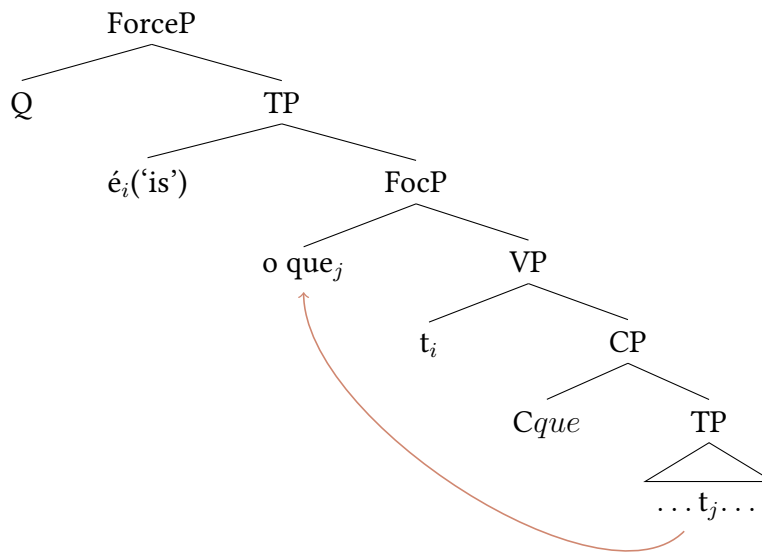 ForceP
Q TP
éᵢ(‘is’) FocP
o queⱼ VP
tᵢ CP
Cque TP
…tⱼ…